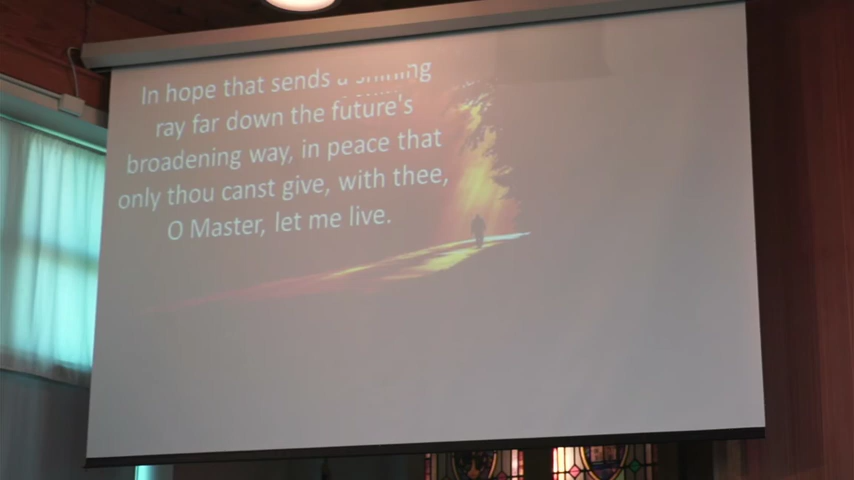 In hope that sends a shining
ray far down the future's
broadening way, in peace that
only thou canst give, with thee,
O Master, let me live.